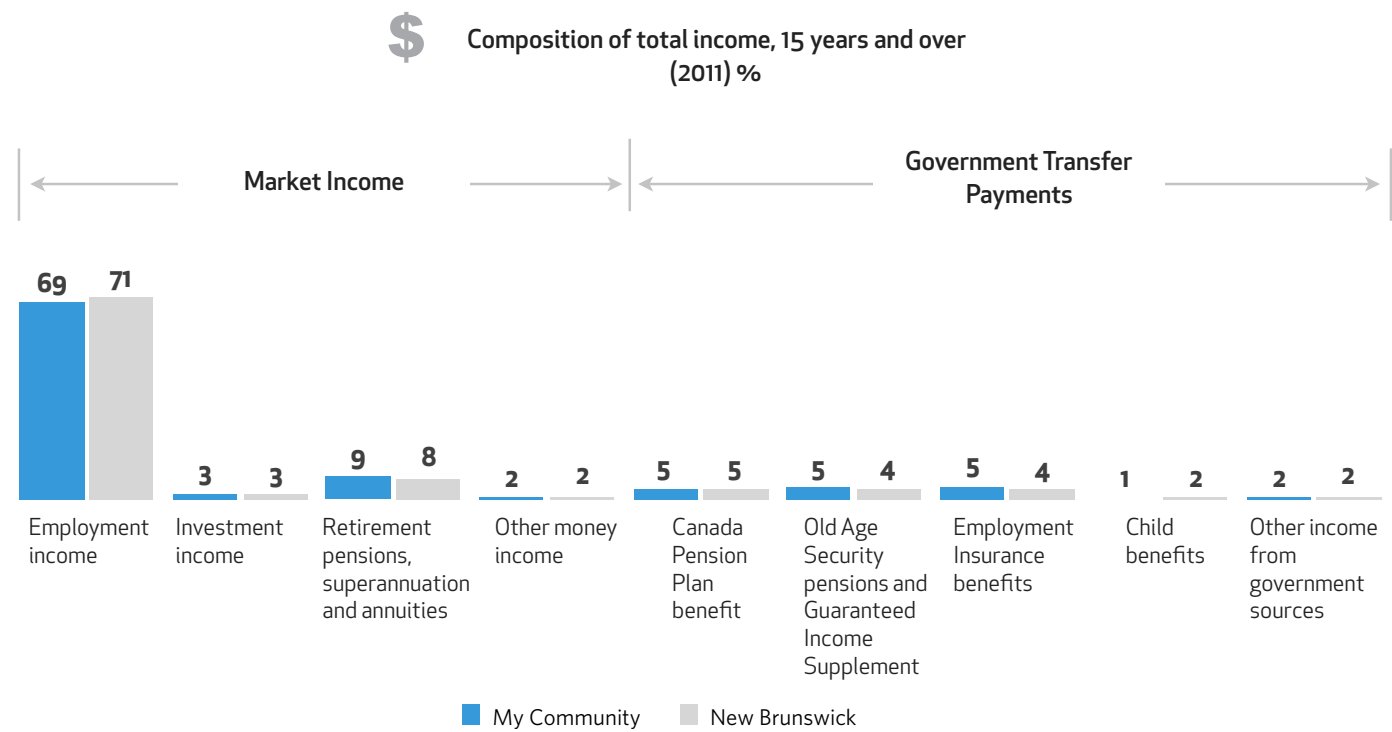 $
Composition of total income, 15 years and over
(2011) %
Market Income
Government Transfer
Payments
69 71
3 3
9 8
2 2
5 5
5 4
5 4
1 2
2 2
Employment
income
Investment
income
Retirement
pensions,
superannuation
and annuities
Other money
income
Canada
Pension
Plan
benefit
Old Age
Security
pensions and
Guaranteed
Income
Supplement
Employment
Insurance
benefits
Child
benefits
Other income
from
government
sources
My Community New Brunswick